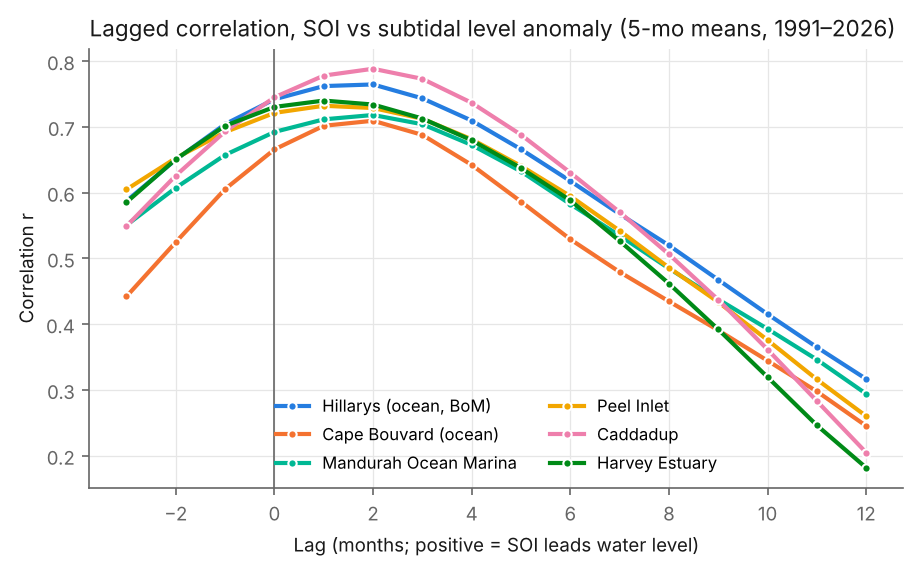 Lagged correlation, SOI vs subtidal level anomaly (5-mo means, 1991–2026)
Correlation r
0.8
0.7
0.6
0.5
0.4
0.3
0.2
Hillarys (ocean, BoM)
Cape Bouvard (ocean)
Mandurah Ocean Marina
Peel Inlet
Caddadup
Harvey Estuary
−2 0 2 4 6 8 10 12
Lag (months; positive = SOI leads water level)